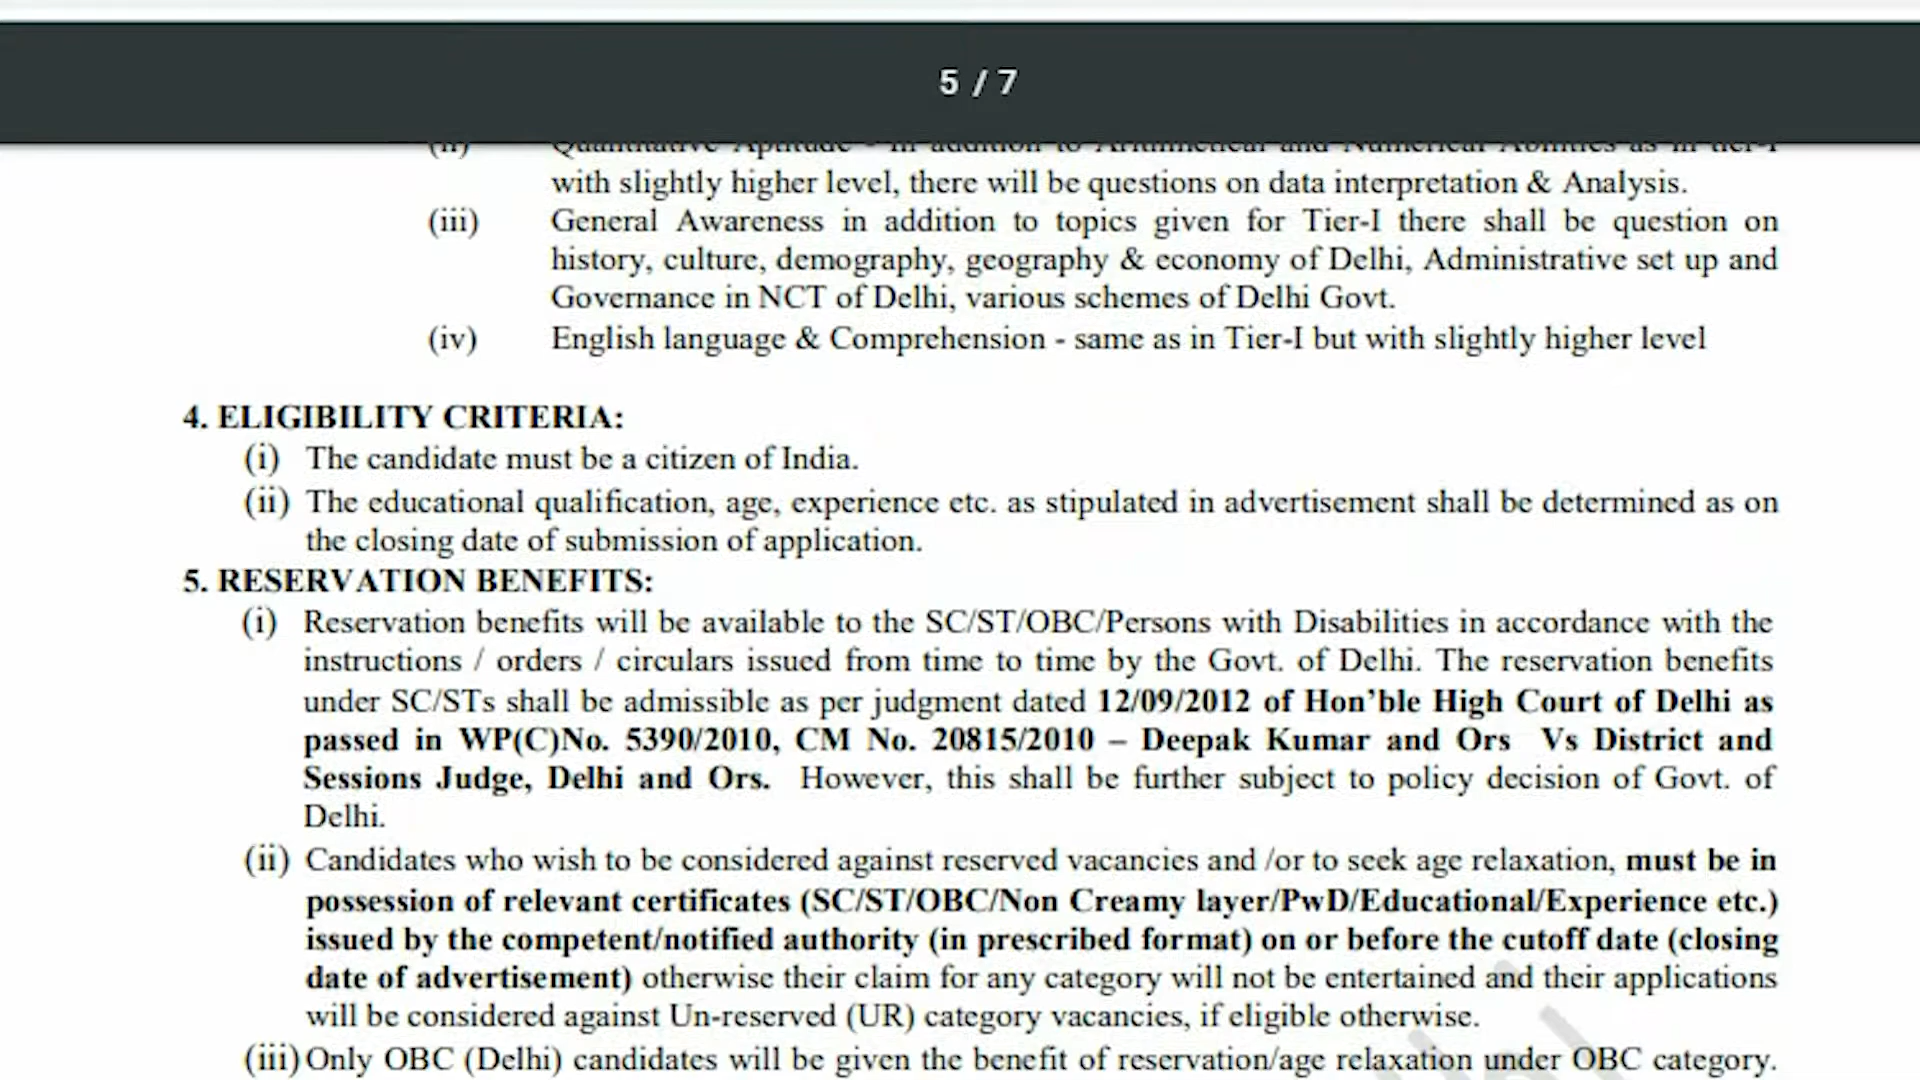 5 / 7
(ii) Quantitative Aptitude - in addition to Arithmetical and Numerical Abilities as in tier-I
with slightly higher level, there will be questions on data interpretation & Analysis.
(iii) General Awareness in addition to topics given for Tier-I there shall be question on
history, culture, demography, geography & economy of Delhi, Administrative set up and
Governance in NCT of Delhi, various schemes of Delhi Govt.
(iv) English language & Comprehension - same as in Tier-I but with slightly higher level
4. ELIGIBILITY CRITERIA:
(i) The candidate must be a citizen of India.
(ii) The educational qualification, age, experience etc. as stipulated in advertisement shall be determined as on
the closing date of submission of application.
5. RESERVATION BENEFITS:
(i) Reservation benefits will be available to the SC/ST/OBC/Persons with Disabilities in accordance with the
instructions / orders / circulars issued from time to time by the Govt. of Delhi. The reservation benefits
under SC/STs shall be admissible as per judgment dated 12/09/2012 of Hon'ble High Court of Delhi as
passed in WP(C)No. 5390/2010, CM No. 20815/2010 – Deepak Kumar and Ors Vs District and
Sessions Judge, Delhi and Ors. However, this shall be further subject to policy decision of Govt. of
Delhi.
(ii) Candidates who wish to be considered against reserved vacancies and /or to seek age relaxation, must be in
possession of relevant certificates (SC/ST/OBC/Non Creamy layer/PwD/Educational/Experience etc.)
issued by the competent/notified authority (in prescribed format) on or before the cutoff date (closing
date of advertisement) otherwise their claim for any category will not be entertained and their applications
will be considered against Un-reserved (UR) category vacancies, if eligible otherwise.
(iii) Only OBC (Delhi) candidates will be given the benefit of reservation/age relaxation under OBC category.